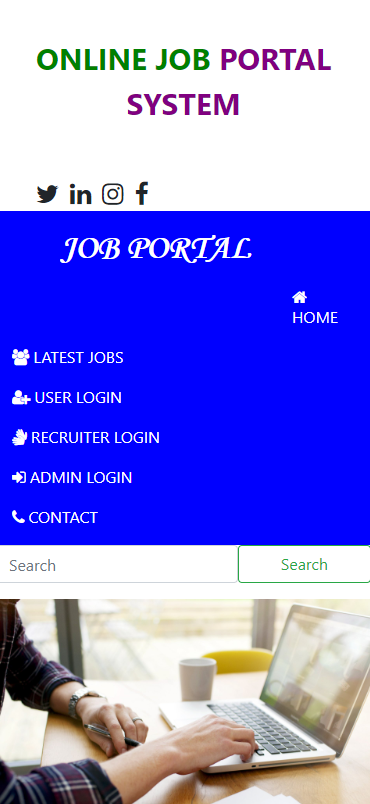 ONLINE JOB PORTAL
SYSTEM
JOB PORTAL
HOME
LATEST JOBS
USER LOGIN
RECRUITER LOGIN
ADMIN LOGIN
CONTACT
Search Search